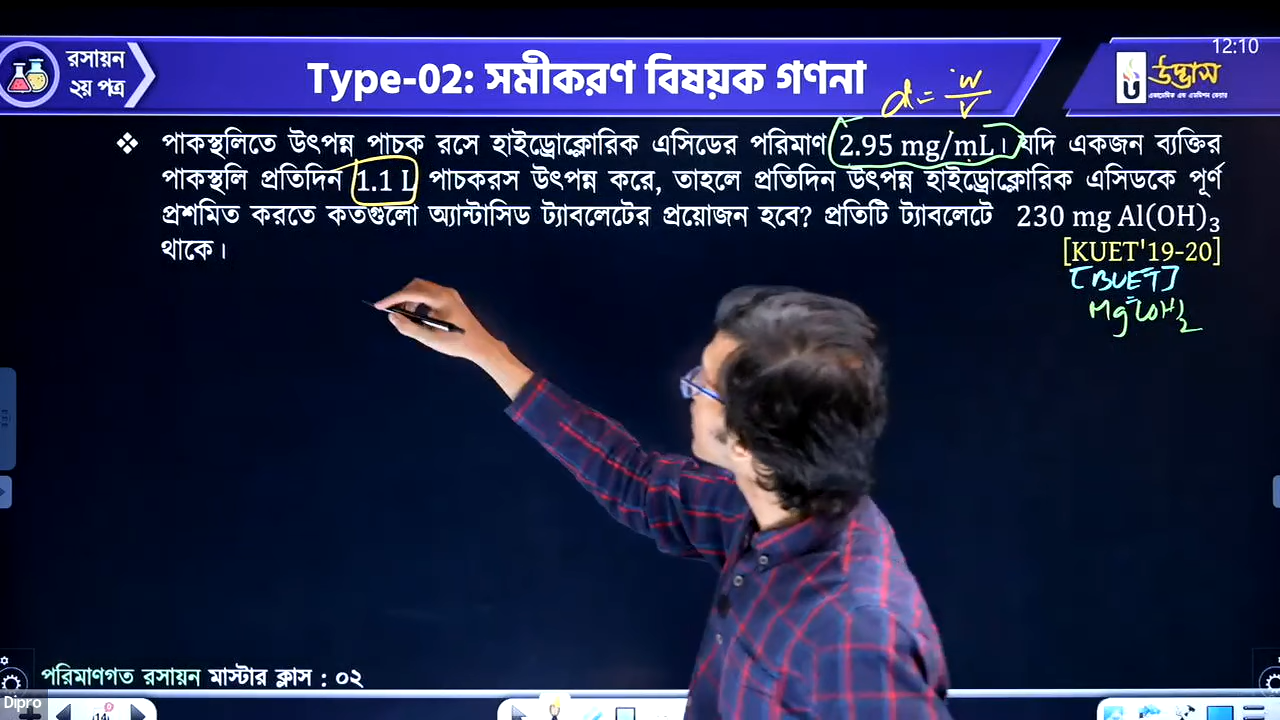 12:10
রসায়ন
২য় পত্র
Type-02: সমীকরণ বিষয়ক গণনা
উদ্ভাস
d = w/v
❖ পাকস্থলিতে উৎপন্ন পাচক রসে হাইড্রোক্লোরিক এসিডের পরিমাণ 2.95 mg/mL। যদি একজন ব্যক্তির
পাকস্থলি প্রতিদিন 1.1 L পাচকরস উৎপন্ন করে, তাহলে প্রতিদিন উৎপন্ন হাইড্রোক্লোরিক এসিডকে পূর্ণ
প্রশমিত করতে কতগুলো অ্যান্টাসিড ট্যাবলেটের প্রয়োজন হবে? প্রতিটি ট্যাবলেটে 230 mg Al(OH)₃
থাকে। [KUET'19-20]
[BUET]
Mg(OH)₂
পরিমাণগত রসায়ন মাস্টার ক্লাস : ০২
Dipro
14